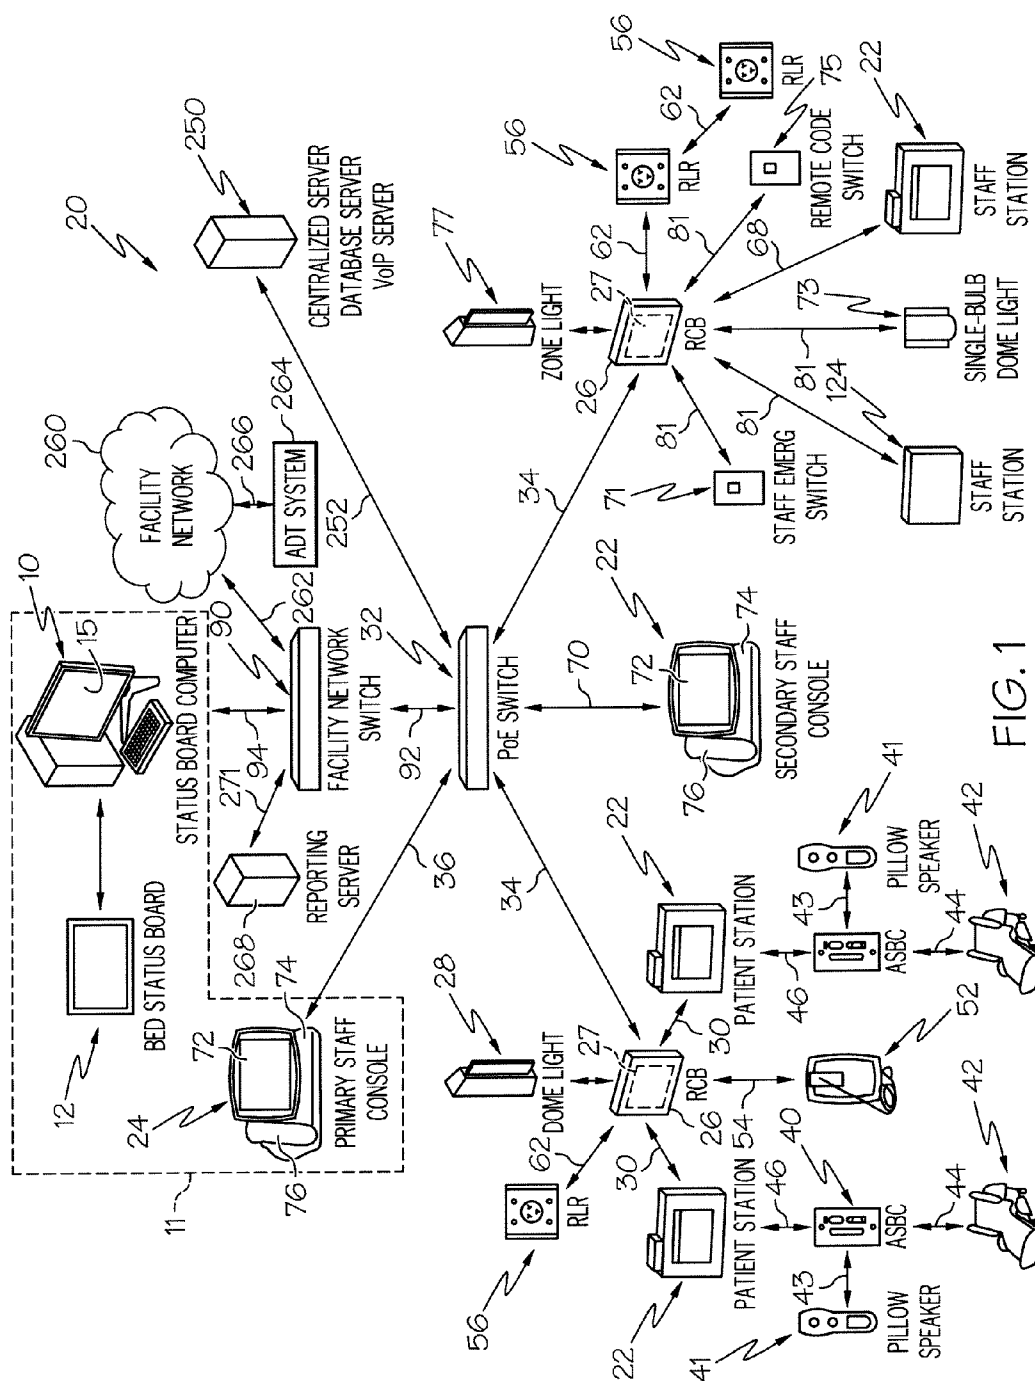 20
11
24
76
72
74
PRIMARY STAFF
CONSOLE
12
BED STATUS BOARD
10
15
STATUS BOARD COMPUTER
260
FACILITY
NETWORK
266
ADT SYSTEM
264
250
CENTRALIZED SERVER
DATABASE SERVER
VoIP SERVER
252
268
REPORTING
SERVER
271
94
90
262
FACILITY NETWORK
SWITCH
92
32
36
PoE SWITCH
34
70
34
56
RLR
62
28
DOME LIGHT
27
RCB
26
30
30
54
22
PATIENT STATION
22
PATIENT STATION
46
46
41
PILLOW
SPEAKER
43
40
ASBC
44
42
52
ASBC
43
41
PILLOW
SPEAKER
44
42
22
72
74
76
SECONDARY STAFF
CONSOLE
77
ZONE LIGHT
26
27
RCB
62
56
RLR
62
56
RLR
81
71
STAFF EMERG
SWITCH
81
75
REMOTE CODE
SWITCH
81
124
STAFF
STATION
81
73
SINGLE-BULB
DOME LIGHT
68
22
STAFF
STATION
FIG. 1